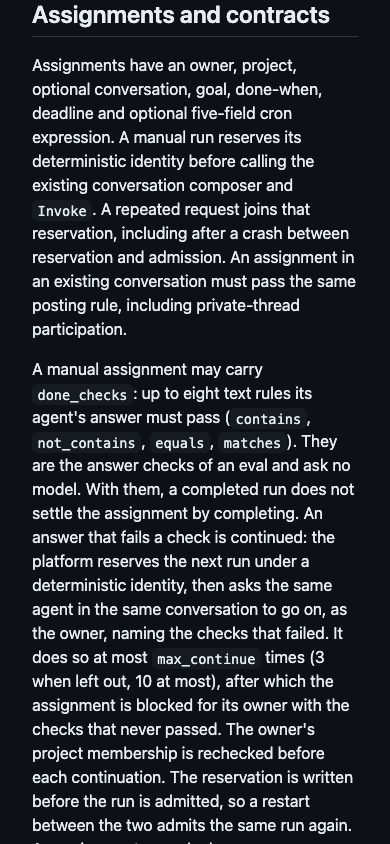 Assignments and contracts
Assignments have an owner, project,
optional conversation, goal, done-when,
deadline and optional five-field cron
expression. A manual run reserves its
deterministic identity before calling the
existing conversation composer and
Invoke. A repeated request joins that
reservation, including after a crash between
reservation and admission. An assignment in
an existing conversation must pass the same
posting rule, including private-thread
participation.
A manual assignment may carry
done_checks: up to eight text rules its
agent's answer must pass (contains,
not_contains, equals, matches). They
are the answer checks of an eval and ask no
model. With them, a completed run does not
settle the assignment by completing. An
answer that fails a check is continued: the
platform reserves the next run under a
deterministic identity, then asks the same
agent in the same conversation to go on, as
the owner, naming the checks that failed. It
does so at most max_continue times (3
when left out, 10 at most), after which the
assignment is blocked for its owner with the
checks that never passed. The owner's
project membership is rechecked before
each continuation. The reservation is written
before the run is admitted, so a restart
between the two admits the same run again.